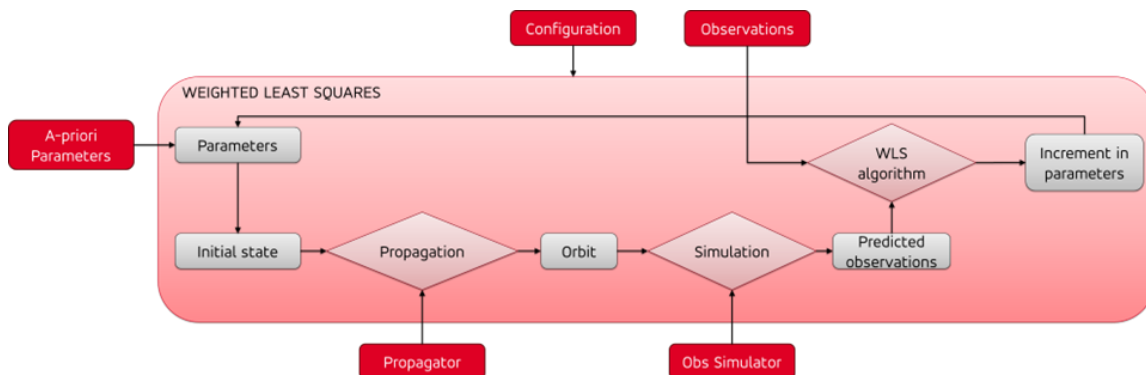 Configuration
Observations
WEIGHTED LEAST SQUARES
A-priori
Parameters
Parameters
WLS
algorithm
Increment in
parameters
Initial state
Propagation
Orbit
Simulation
Predicted
observations
Propagator
Obs Simulator